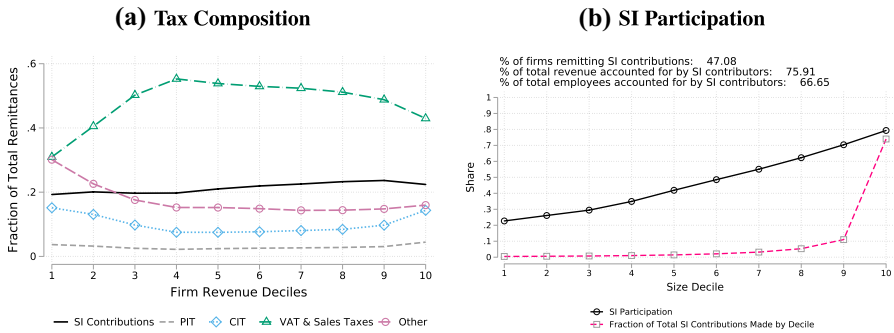 (a) Tax Composition
Fraction of Total Remittances
.6
.4
.2
0
1 2 3 4 5 6 7 8 9 10
Firm Revenue Deciles
SI Contributions PIT CIT VAT & Sales Taxes Other
(b) SI Participation
% of firms remitting SI contributions: 47.08
% of total revenue accounted for by SI contributors: 75.91
% of total employees accounted for by SI contributors: 66.65
Share
1
.9
.8
.7
.6
.5
.4
.3
.2
.1
0
1 2 3 4 5 6 7 8 9 10
Size Decile
SI Participation
Fraction of Total SI Contributions Made by Decile